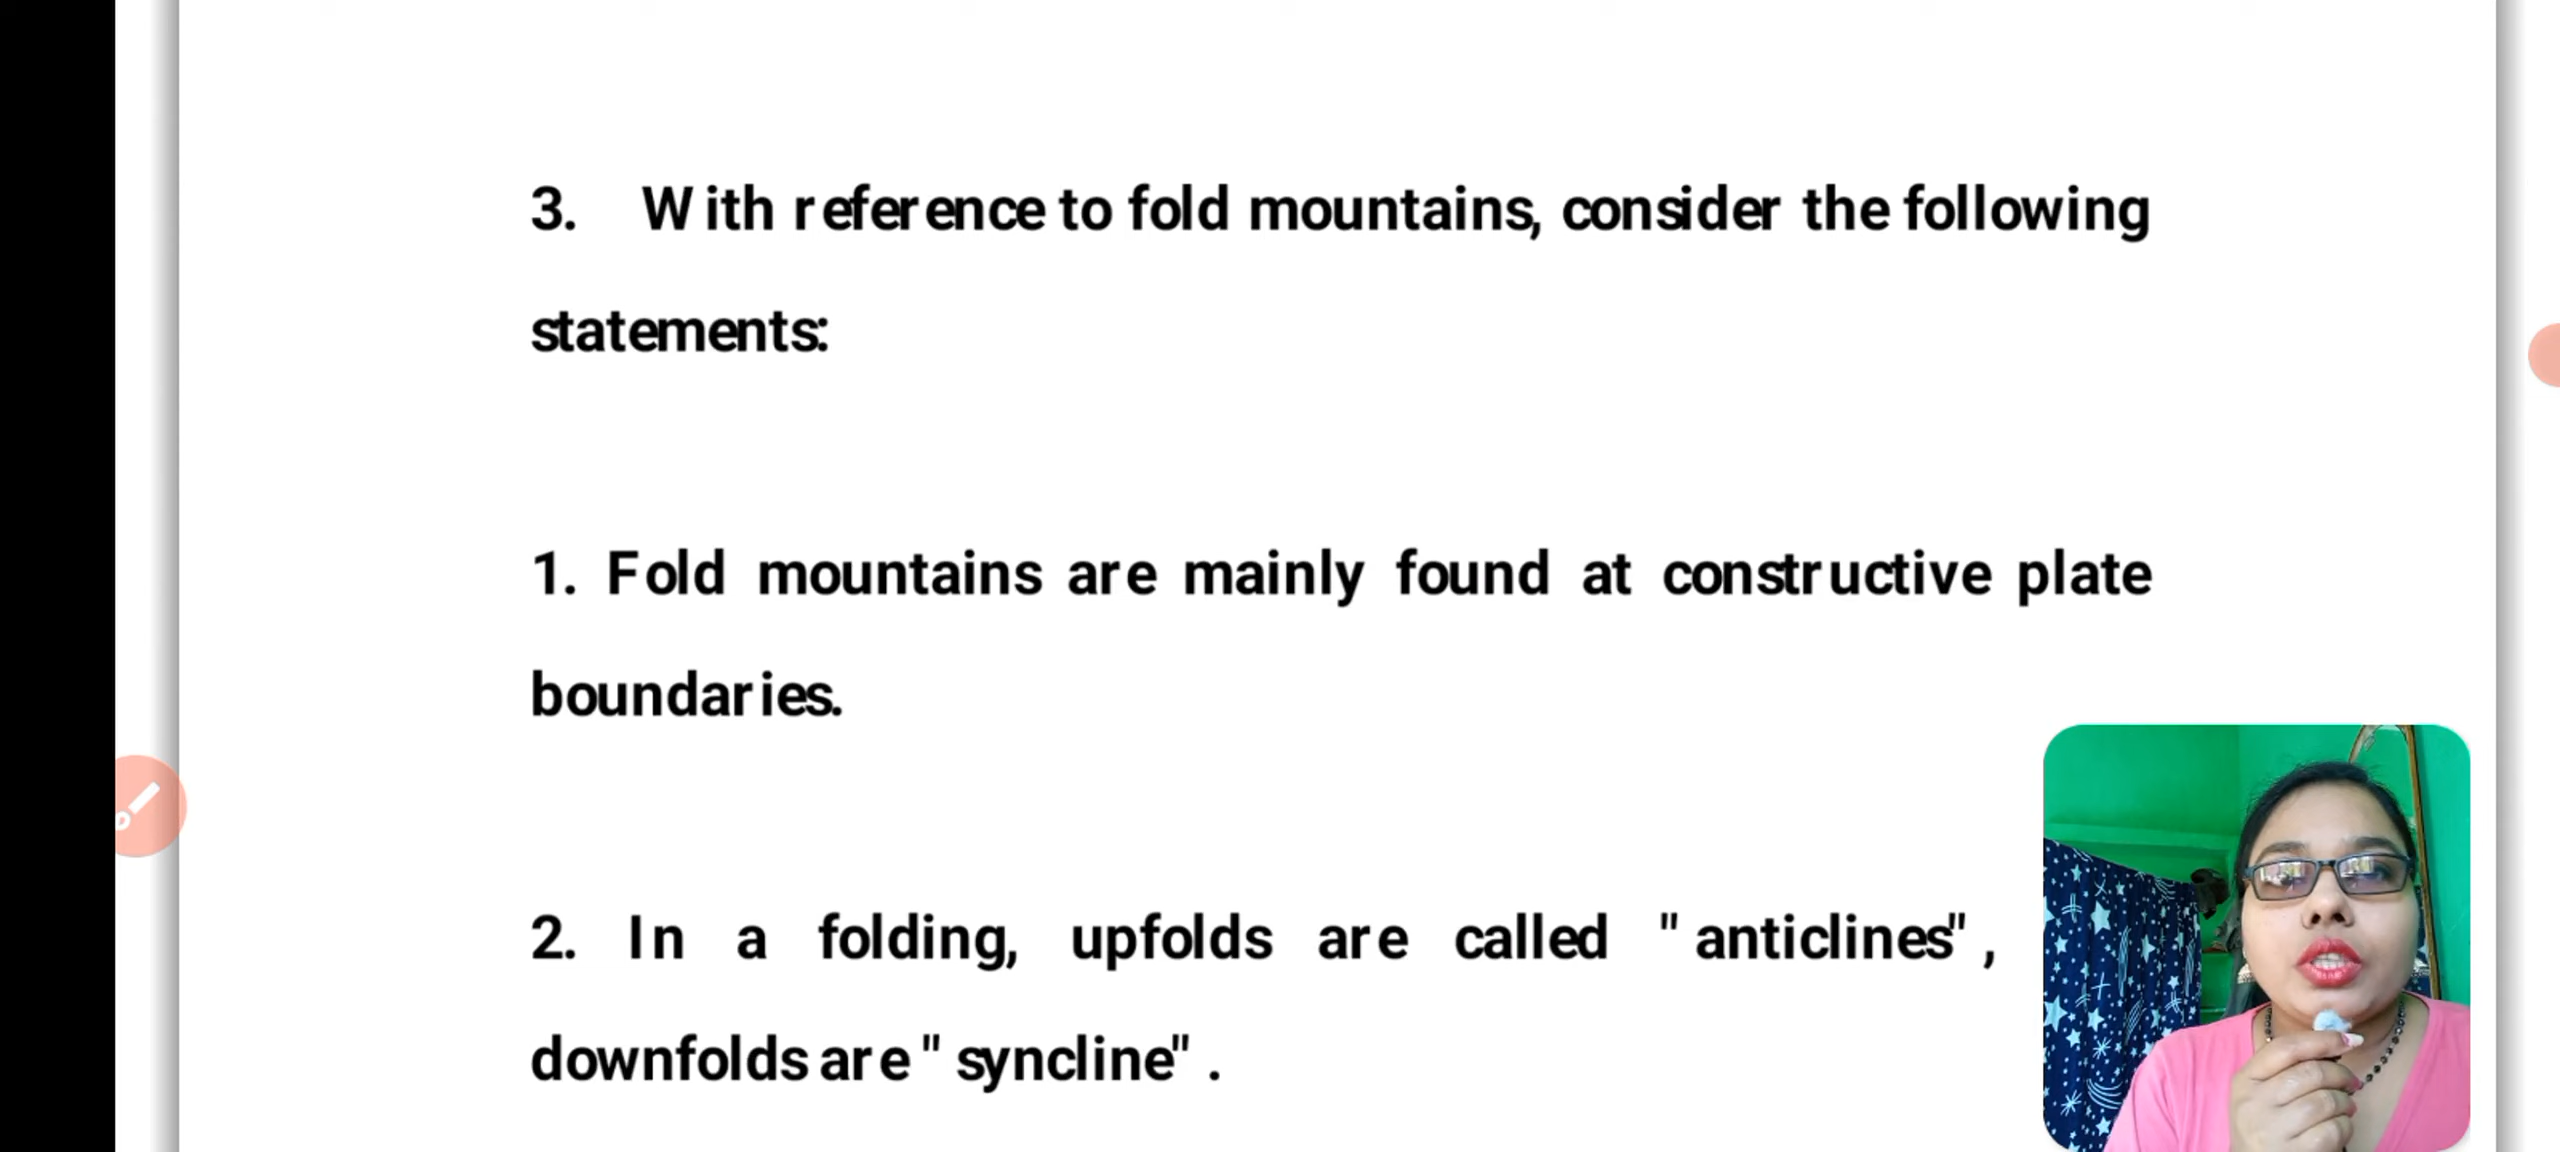 3. With reference to fold mountains, consider the following
statements:
1. Fold mountains are mainly found at constructive plate
boundaries.
2. In a folding, upfolds are called "anticlines",
downfolds are "syncline".